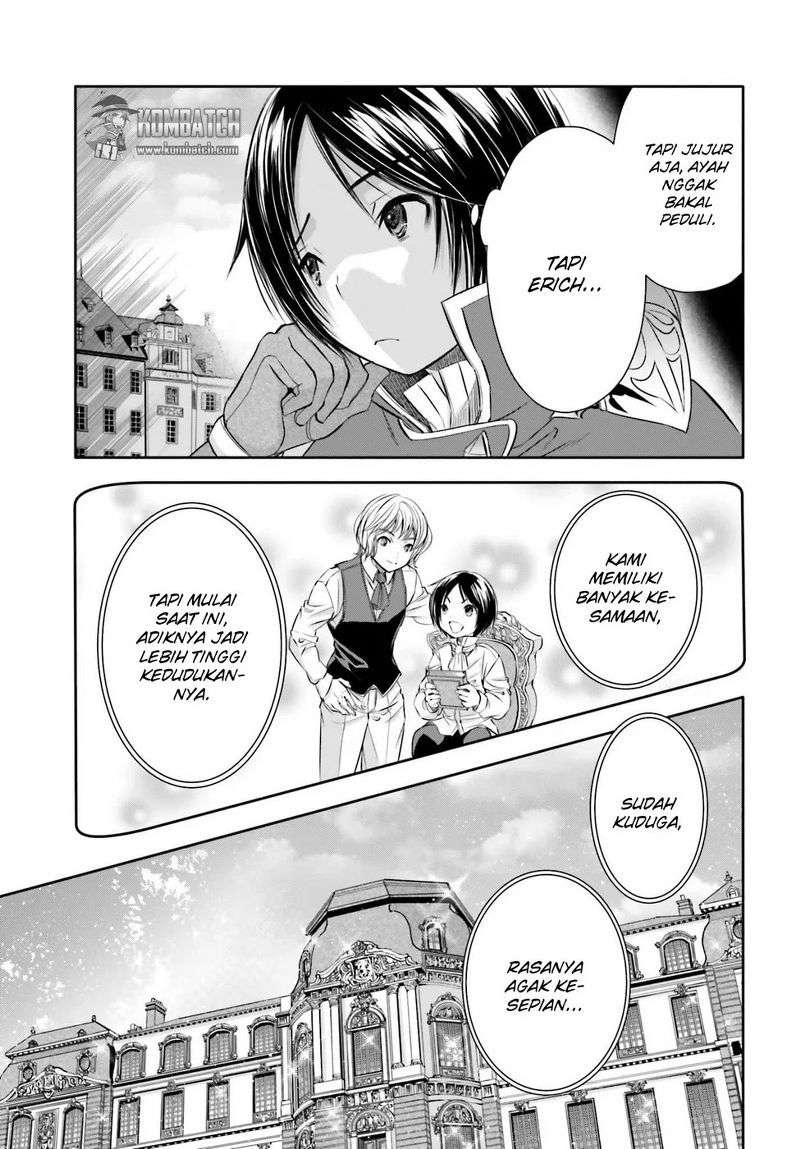 KOMBATCH
www.kombatch.com
TAPI JUJUR
AJA, AYAH
NGGAK
BAKAL
PEDULI.
TAPI
ERICH...
KAMI
MEMILIKI
BANYAK KE-
SAMAAN,
TAPI MULAI
SAAT INI,
ADIKNYA JADI
LEBIH TINGGI
KEDUDUKAN-
NYA.
SUDAH
KUDUGA,
RASANYA
AGAK KE-
SEPIAN...